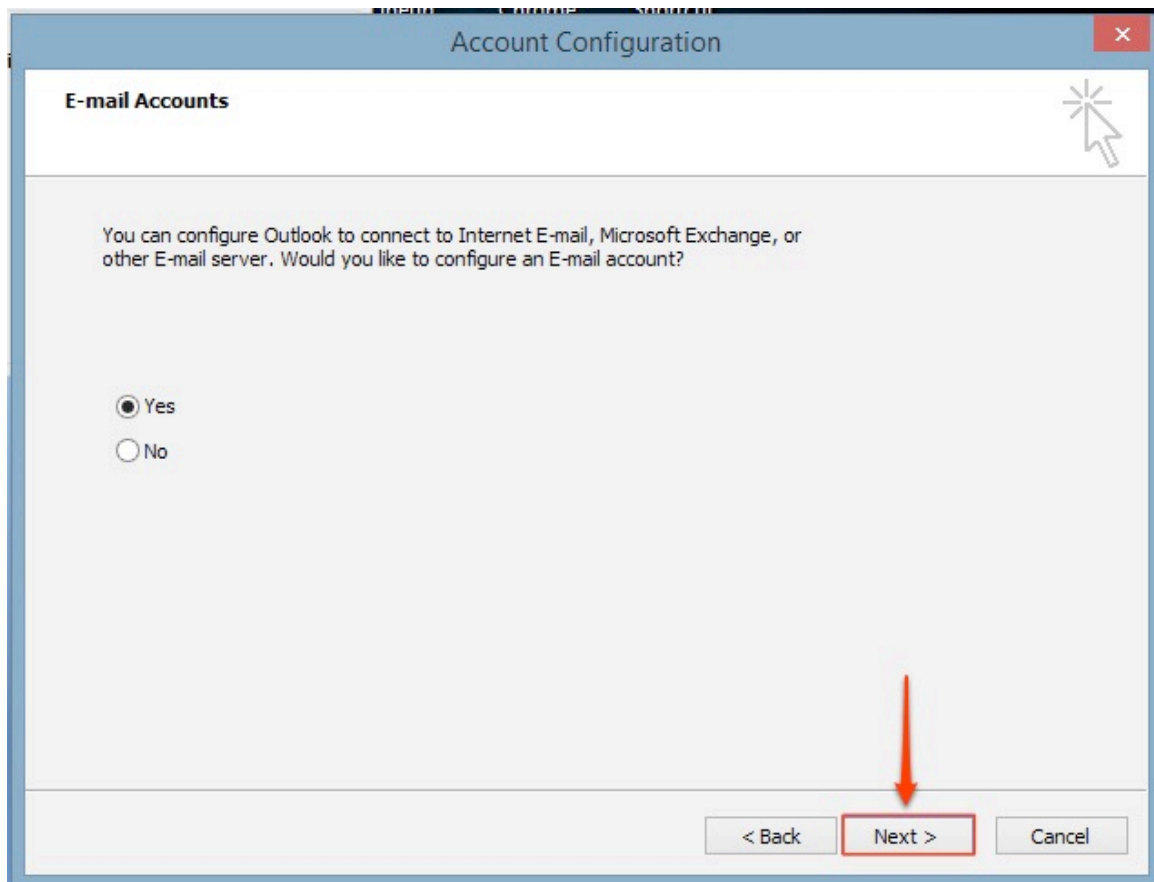 Account Configuration
E-mail Accounts
You can configure Outlook to connect to Internet E-mail, Microsoft Exchange, or
other E-mail server. Would you like to configure an E-mail account?
Yes
No
< Back
Next >
Cancel